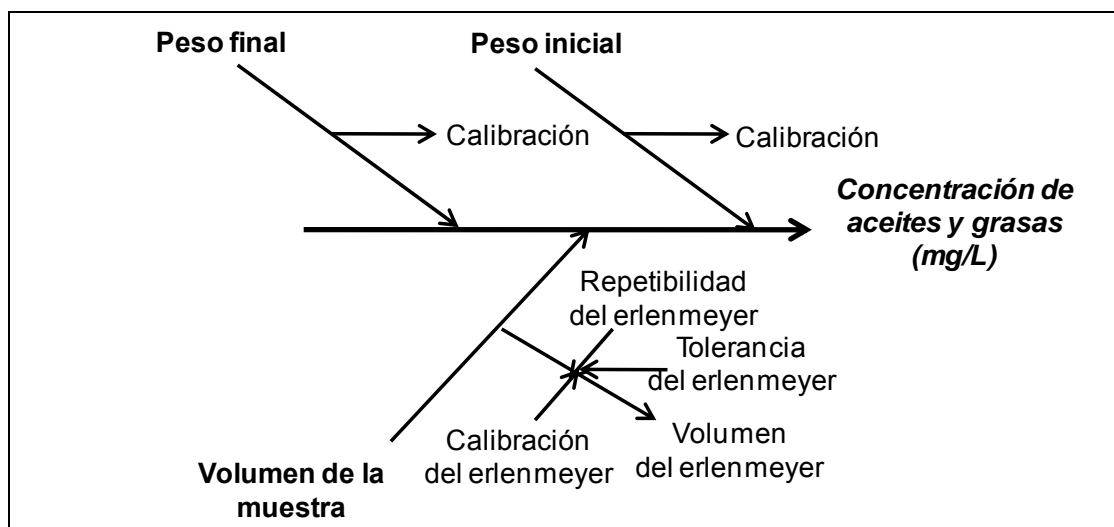 Peso final
Peso inicial
Calibración
Calibración
Concentración de
aceites y grasas
(mg/L)
Repetibilidad
del erlenmeyer
Tolerancia
del erlenmeyer
Calibración
del erlenmeyer
Volumen
del erlenmeyer
Volumen de la
muestra